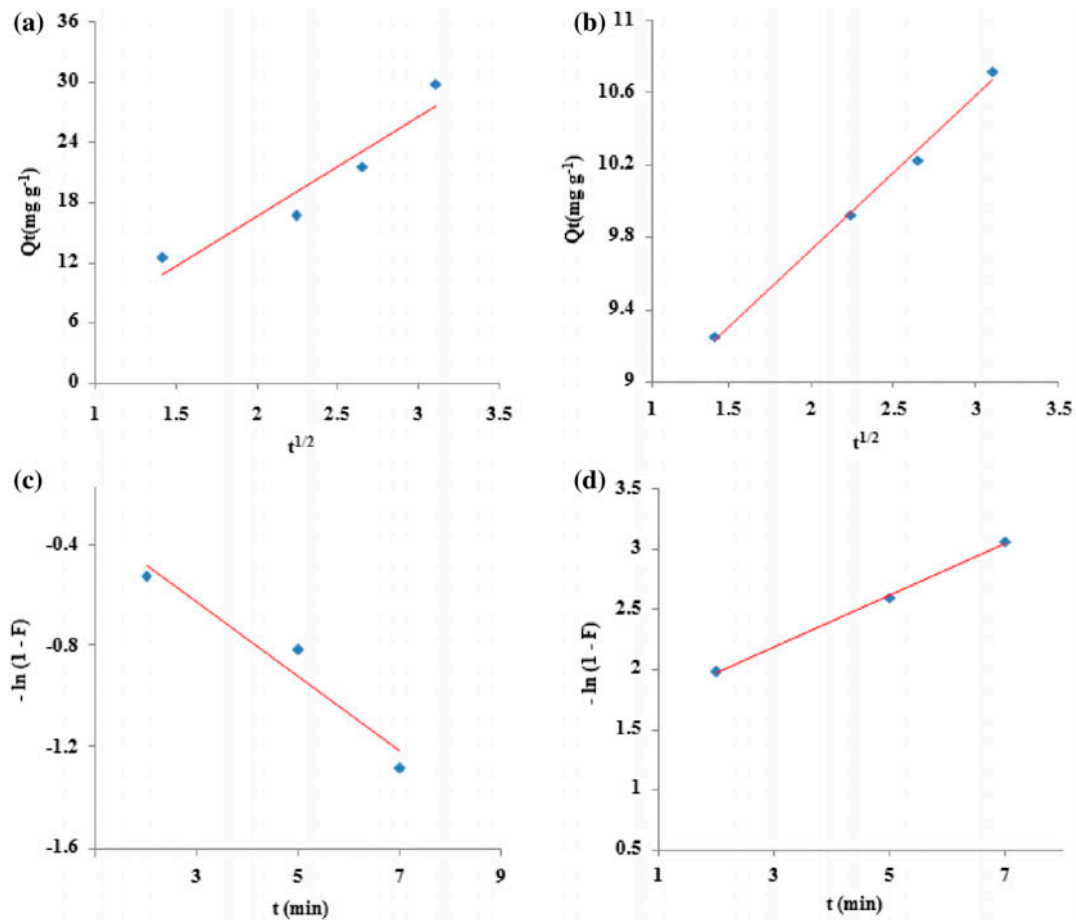 (a)
36
30
24
18
12
6
0
Qt(mg g⁻¹)
1 1.5 2 2.5 3 3.5
t¹/²
(b)
11
10.6
10.2
9.8
9.4
9
Qt(mg g⁻¹)
1 1.5 2 2.5 3 3.5
t¹/²
(c)
-0.4
-0.8
-1.2
-1.6
- ln (1 - F)
3 5 7 9
t (min)
(d)
3.5
3
2.5
2
1.5
1
0.5
- ln (1 - F)
1 3 5 7
t (min)